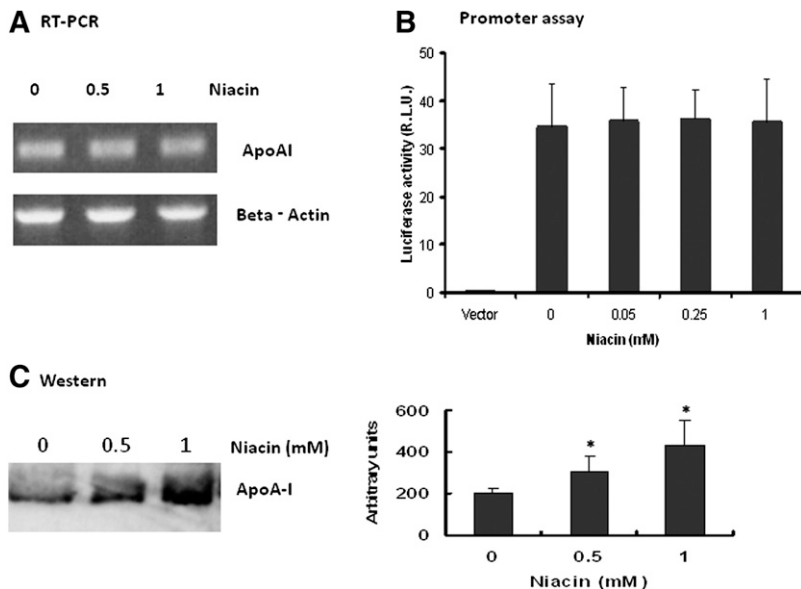 A RT-PCR
0 0.5 1 Niacin
ApoAI
Beta - Actin
B Promoter assay
50
40
30
20
10
0
Luciferase activity (R.L.U.)
Vector 0 0.05 0.25 1
Niacin (mM)
C Western
0 0.5 1 Niacin (mM)
ApoA-I
600
400
200
0
Arbitrary units
* *
0 0.5 1
Niacin (mM)